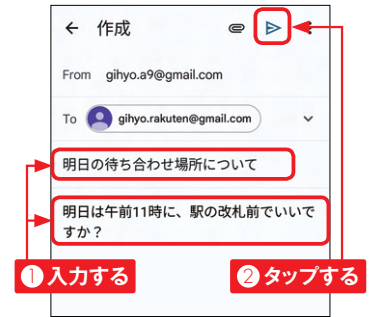 作成
From gihyo.a9@gmail.com
To gihyo.rakuten@gmail.com
明日の待ち合わせ場所について
明日は午前11時に、駅の改札前でいいで
すか？
①入力する
②タップする